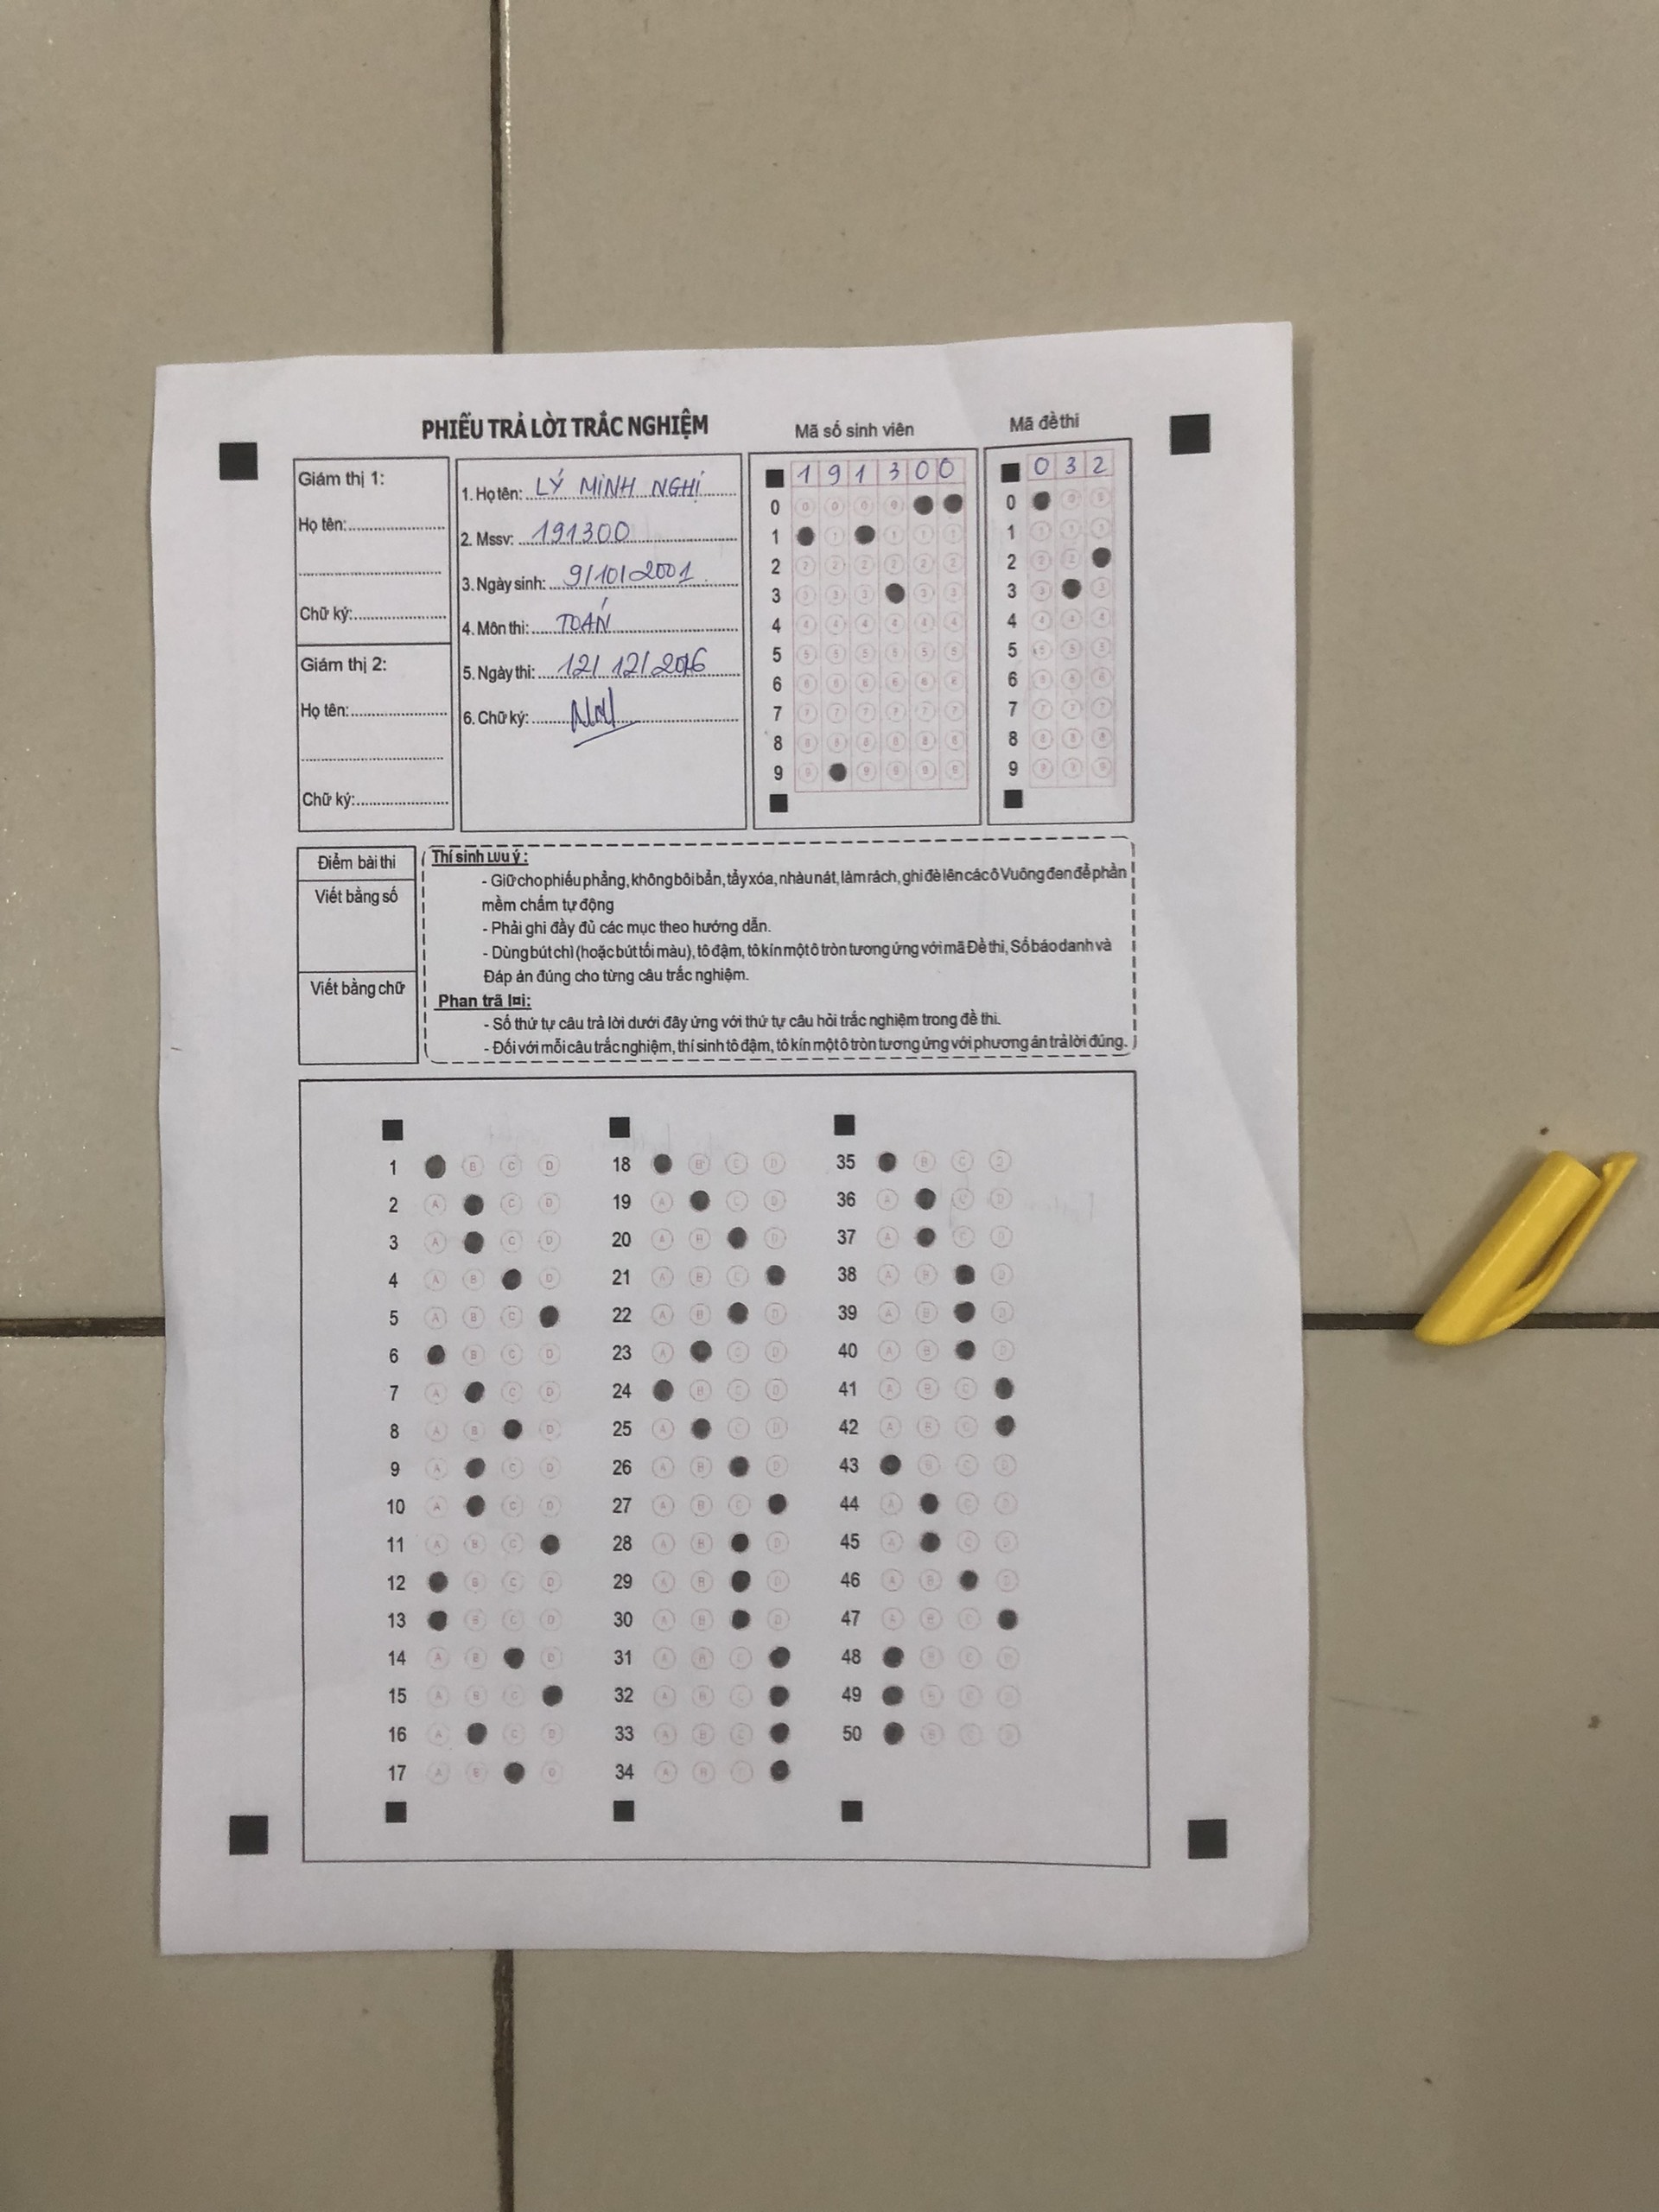 PHIẾU TRẢ LỜI TRẮC NGHIỆM
Mã số sinh viên
Mã đề thi
Giám thị 1:
Họ tên:
Chữ ký:
Giám thị 2:
Họ tên:
Chữ ký:
1. Họ tên: LÝ MINH NGHỊ
2. Mssv: 191300
3. Ngày sinh: 9/10/2001
4. Môn thi: TOÁN
5. Ngày thi: 12/12/2016
6. Chữ ký:
1 9 1 3 0 0
0 3 2
0
1
2
3
4
5
6
7
8
9
0
1
2
3
4
5
6
7
8
9
Điểm bài thi
Viết bằng số
Viết bằng chữ
Thí sinh Lưu ý:
- Giữ cho phiếu phẳng, không bôi bẩn, tẩy xóa, nhàu nát, làm rách, ghi đè lên các ô Vuông đen để phần
mềm chấm tự động
- Phải ghi đầy đủ các mục theo hướng dẫn.
- Dùng bút chì (hoặc bút tối màu), tô đậm, tô kín một ô tròn tương ứng với mã Đề thi, Số báo danh và
Đáp án đúng cho từng câu trắc nghiệm.
Phan trã lời:
- Số thứ tự câu trả lời dưới đây ứng với thứ tự câu hỏi trắc nghiệm trong đề thi.
- Đối với mỗi câu trắc nghiệm, thí sinh tô đậm, tô kín một ô tròn tương ứng với phương án trả lời đúng.
1 B C D
2 A C D
3 A C D
4 A B D
5 A B C
6 B C D
7 A C D
8 A B D
9 A C D
10 A C D
11 A B C
12 B C D
13 B C D
14 A B D
15 A B C
16 A C D
17 A B D
18 B C D
19 A C D
20 A B D
21 A B C
22 A B D
23 A C D
24 B C D
25 A C D
26 A B D
27 A B C
28 A B D
29 A B D
30 A B D
31 A B C
32 A B C
33 A B C
34 A B C
35 B C D
36 A C D
37 A C D
38 A B D
39 A B D
40 A B D
41 A B C
42 A B C
43 B C D
44 A C D
45 A C D
46 A B D
47 A B C
48 B C D
49 B C D
50 B C D